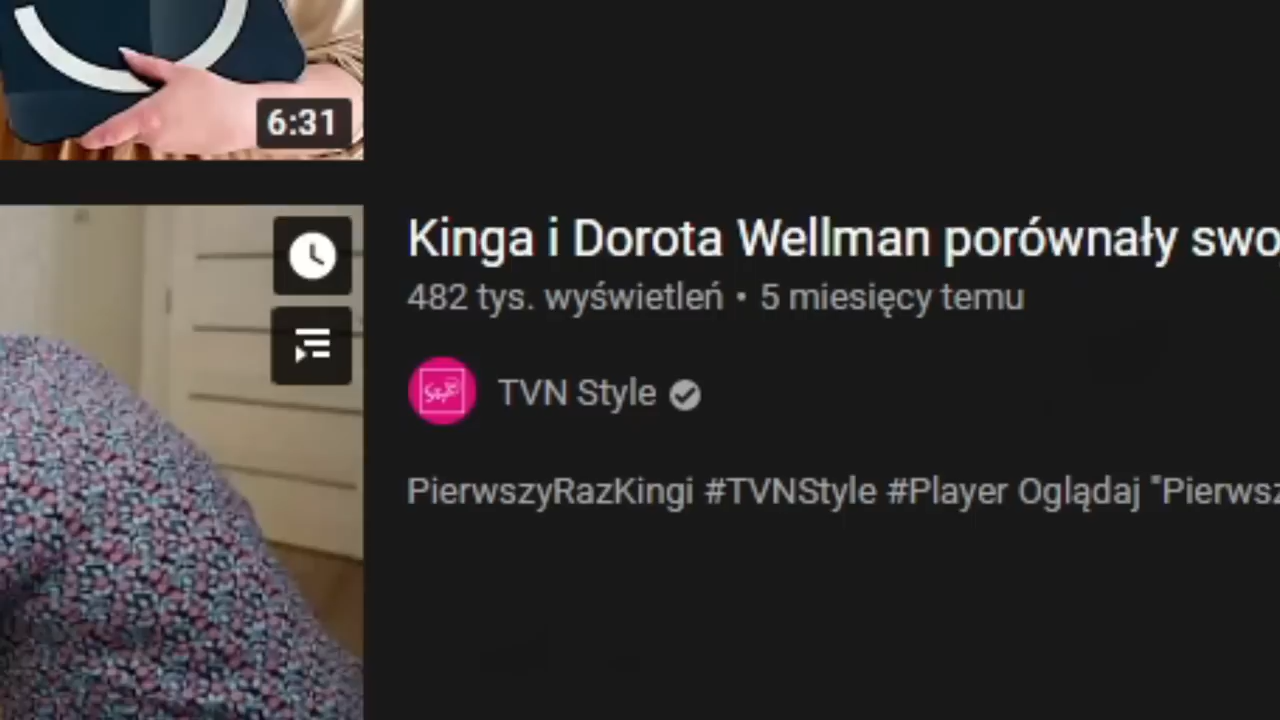 6:31
Kinga i Dorota Wellman porównały swo
482 tys. wyświetleń • 5 miesięcy temu
Style
TVN Style
PierwszyRazKingi #TVNStyle #Player Oglądaj "Pierwsz